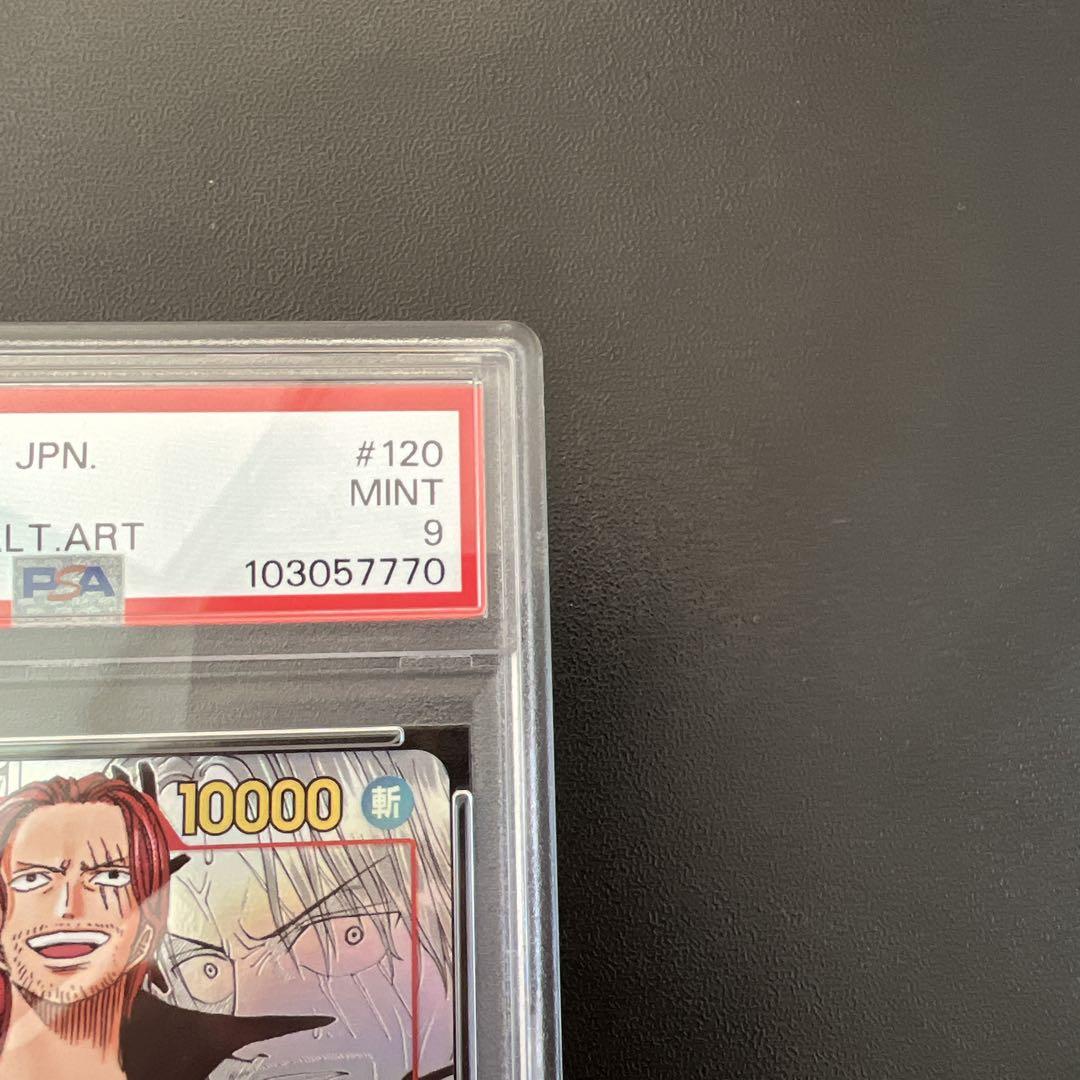 JPN. #120
MINT
LT.ART 9
PSA
103057770
10000 斬